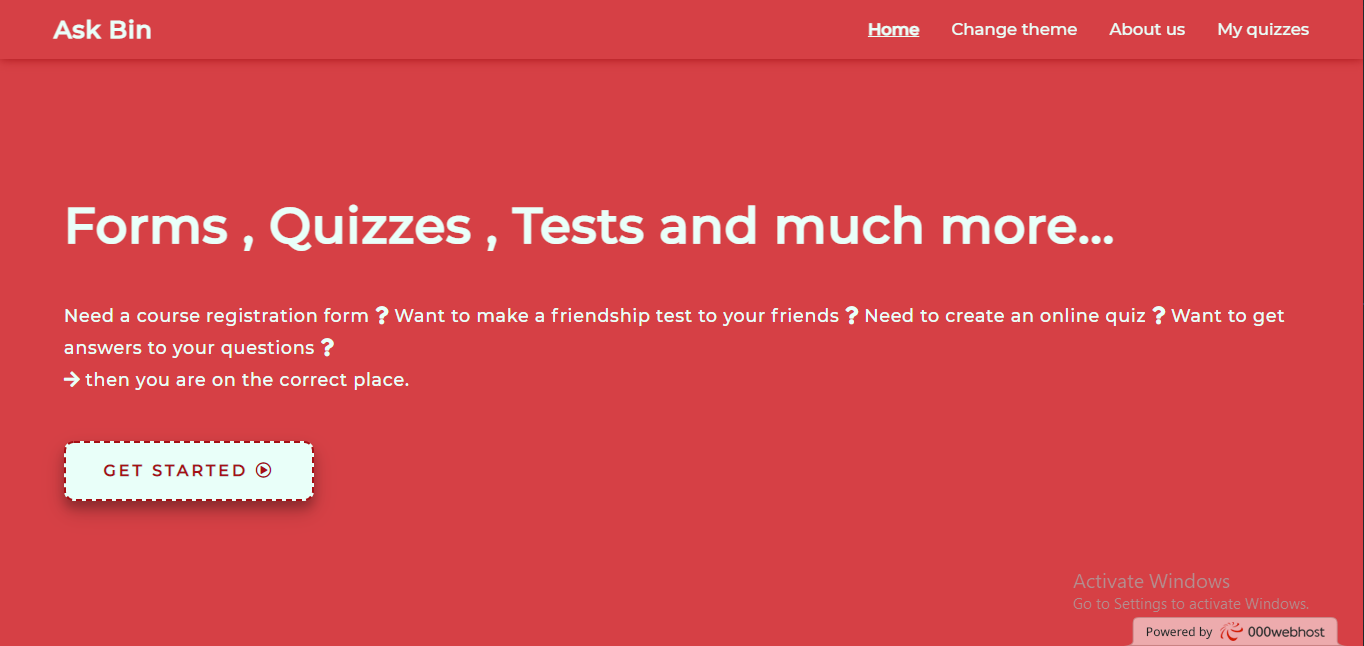 Ask Bin
Home Change theme About us My quizzes
Forms , Quizzes , Tests and much more...
Need a course registration form ? Want to make a friendship test to your friends ? Need to create an online quiz ? Want to get
answers to your questions ?
→ then you are on the correct place.
GET STARTED
Activate Windows
Go to Settings to activate Windows.
Powered by 000webhost